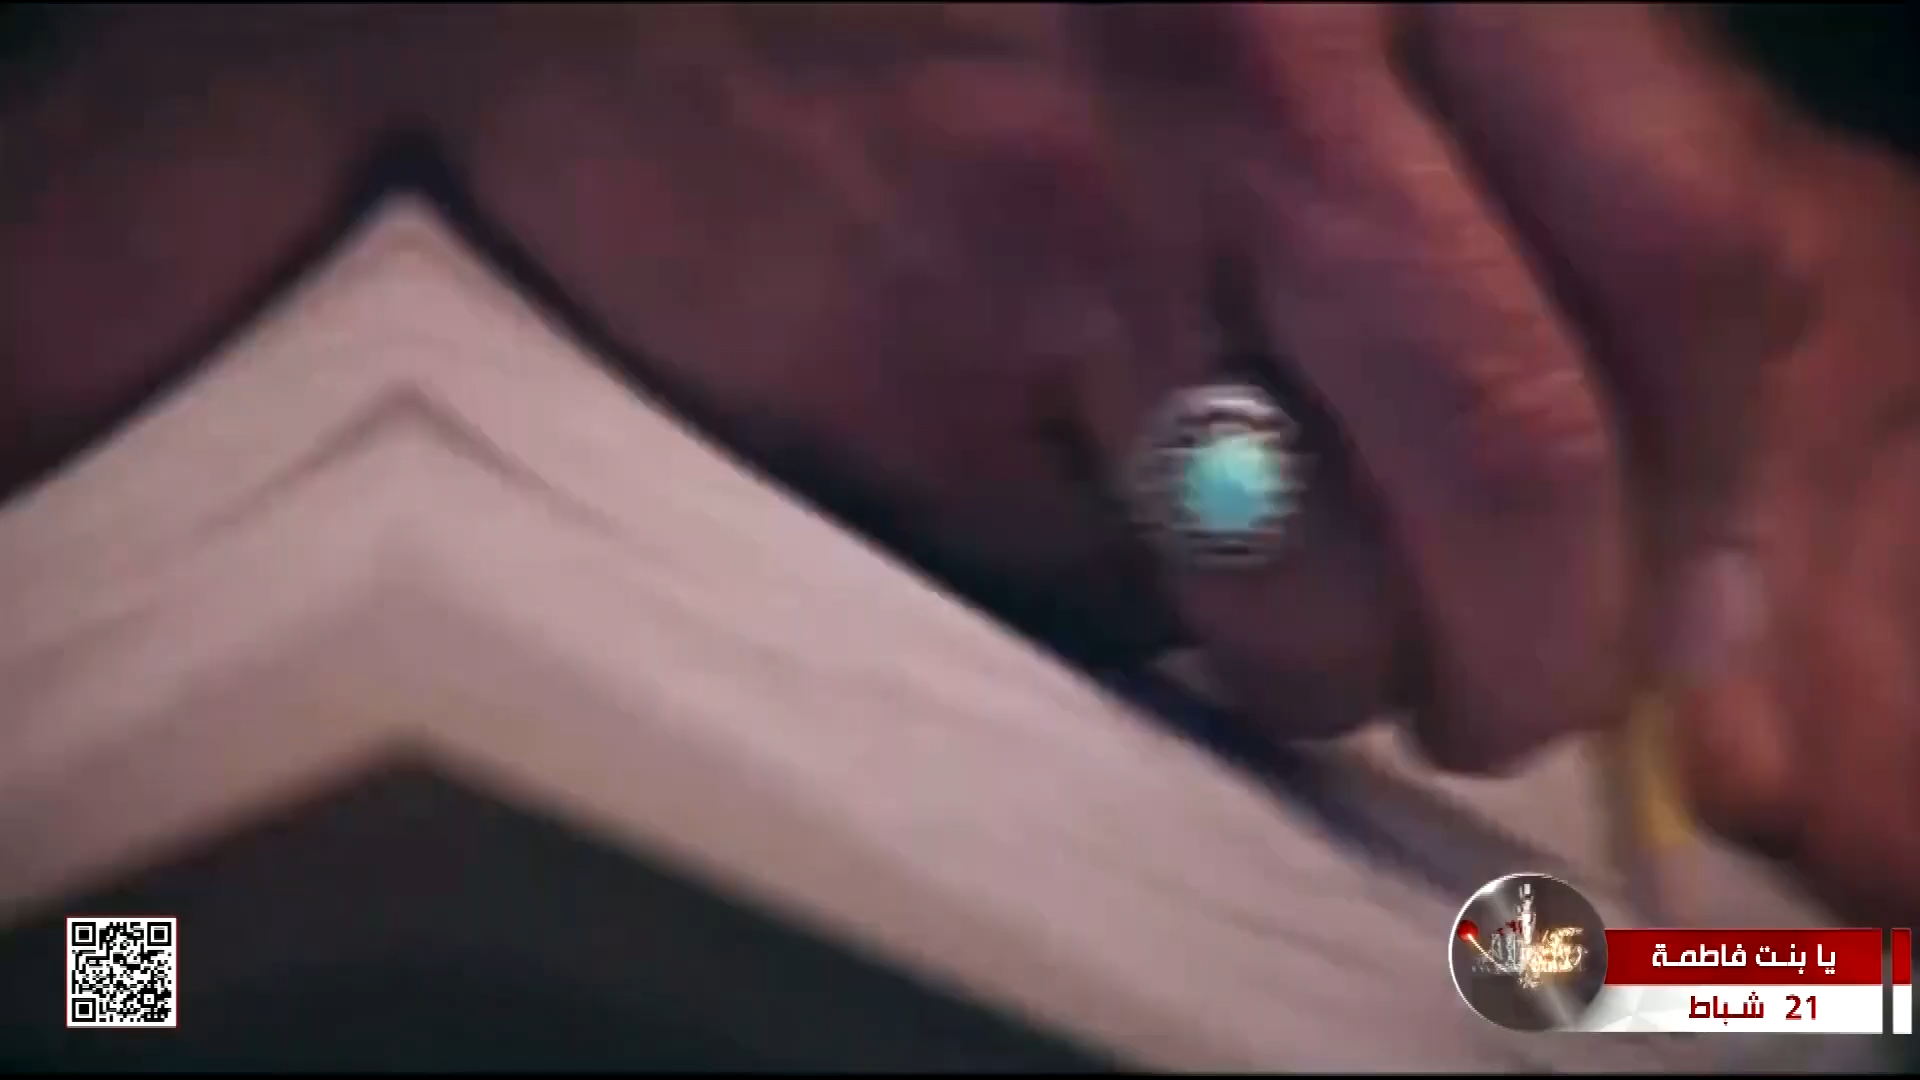 يا بنت فاطمة
21 شباط